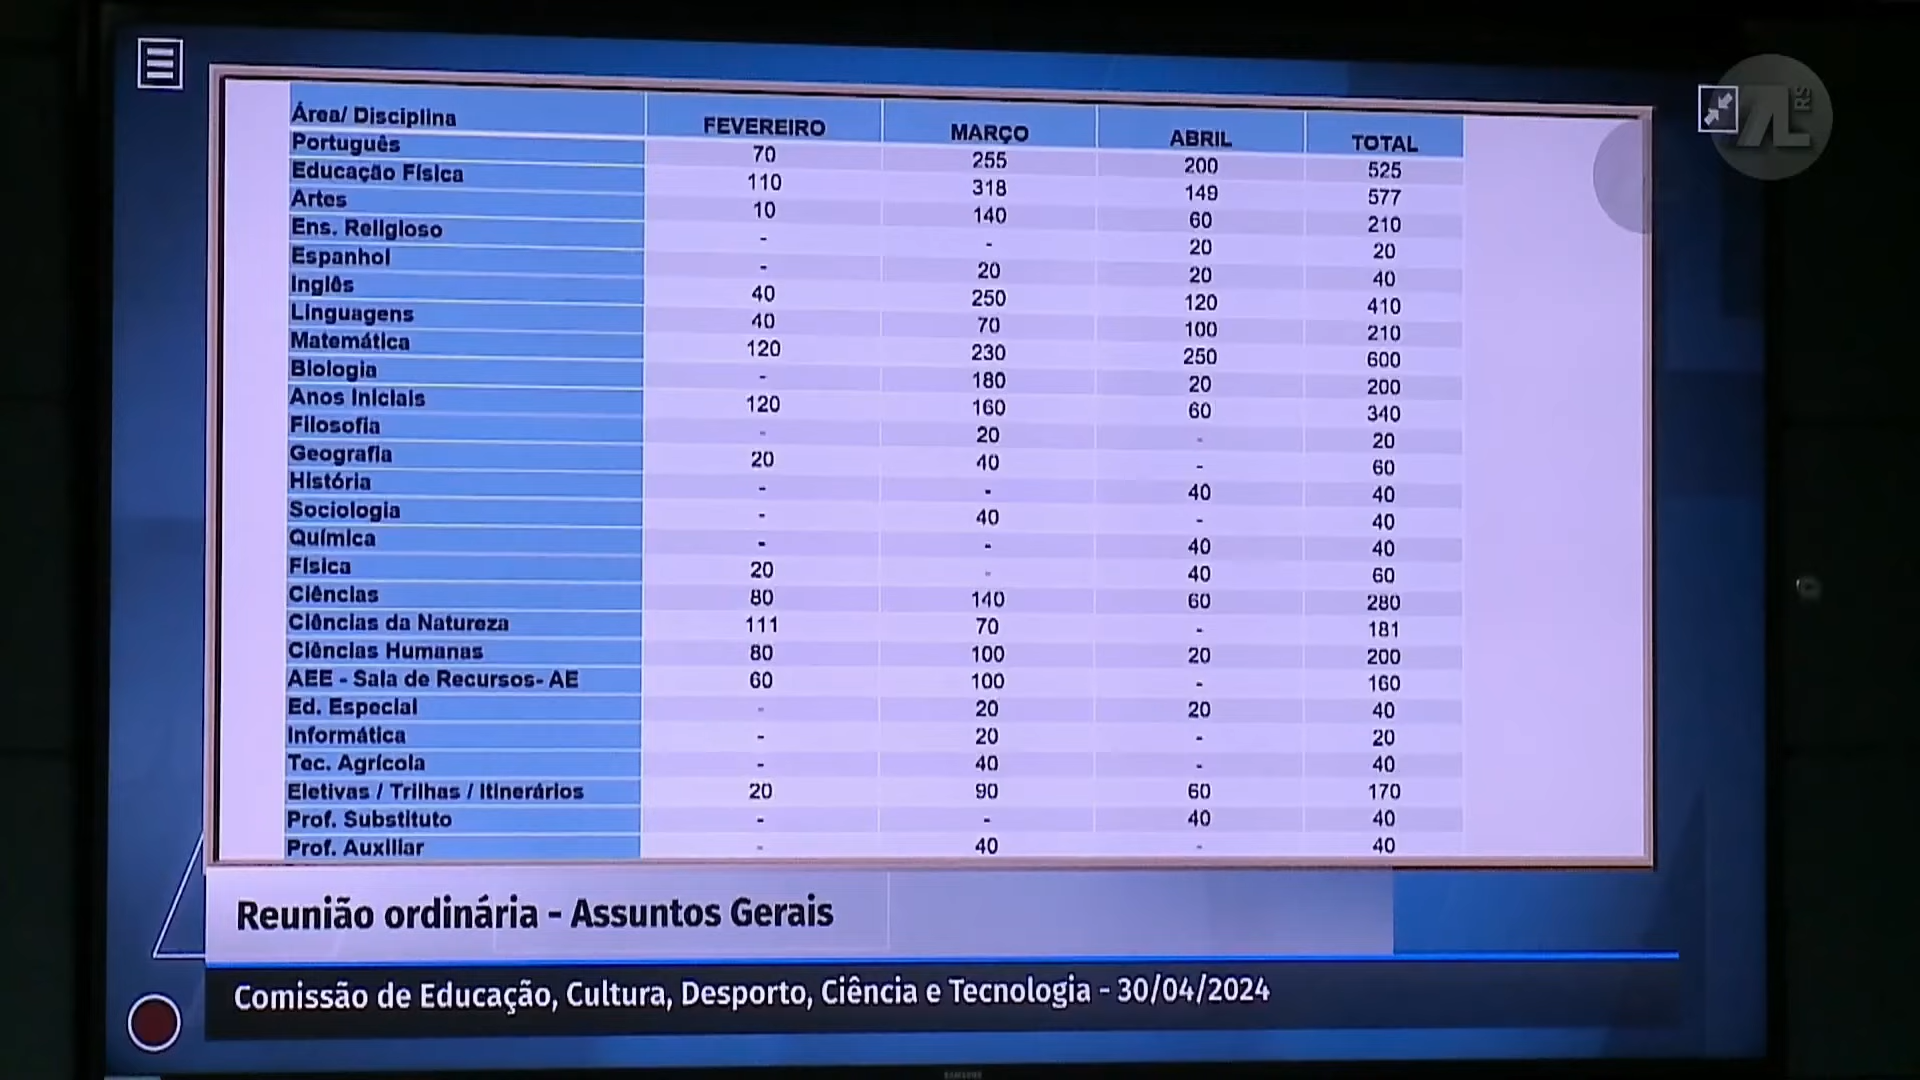 Área/ Disciplina FEVEREIRO MARÇO ABRIL TOTAL
Português 70 255 200 525
Educação Física 110 318 149 577
Artes 10 140 60 210
Ens. Religioso - - 20 20
Espanhol - 20 20 40
Inglês 40 250 120 410
Linguagens 40 70 100 210
Matemática 120 230 250 600
Biologia - 180 20 200
Anos Iniciais 120 160 60 340
Filosofia - 20 - 20
Geografia 20 40 - 60
História - - 40 40
Sociologia - 40 - 40
Química - - 40 40
Física 20 - 40 60
Ciências 80 140 60 280
Ciências da Natureza 111 70 - 181
Ciências Humanas 80 100 20 200
AEE - Sala de Recursos- AE 60 100 - 160
Ed. Especial - 20 20 40
Informática - 20 - 20
Tec. Agrícola - 40 - 40
Eletivas / Trilhas / Itinerários 20 90 60 170
Prof. Substituto - - 40 40
Prof. Auxiliar - 40 - 40
Reunião ordinária - Assuntos Gerais
Comissão de Educação, Cultura, Desporto, Ciência e Tecnologia - 30/04/2024
AL RS
SAMSUNG